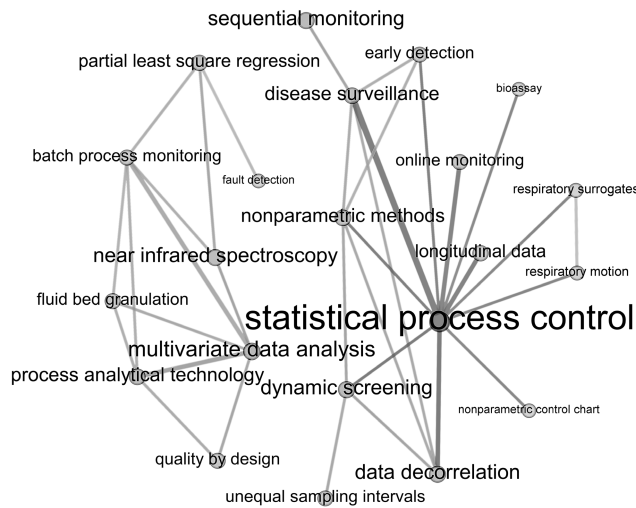 sequential monitoring
early detection
partial least square regression
disease surveillance
bioassay
batch process monitoring
online monitoring
fault detection
respiratory surrogates
nonparametric methods
near infrared spectroscopy
longitudinal data
respiratory motion
fluid bed granulation
statistical process control
multivariate data analysis
process analytical technology
dynamic screening
nonparametric control chart
quality by design
data decorrelation
unequal sampling intervals